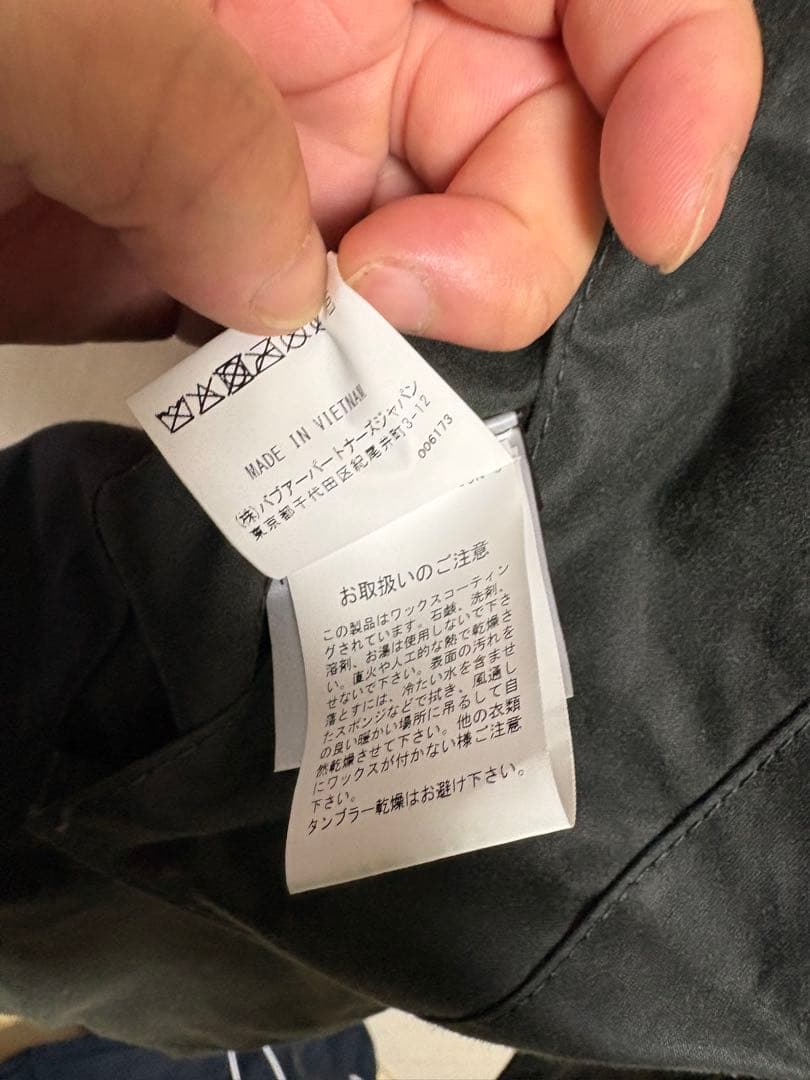 MADE IN VIETNAM
(株)バブアーパートナーズジャパン
東京都千代田区紀尾井町3-12
006173
お取扱いのご注意
この製品はワックスコーティン
グされています。石鹸、洗剤、
溶剤、お湯は使用しないで下さ
い。直火や人工的な熱で乾燥さ
せないで下さい。表面の汚れを
落とすには、冷たい水を含ませ
たスポンジなどで拭き、風通し
の良い暖かい場所に吊るして自
然乾燥させて下さい。他の衣類
にワックスが付かない様ご注意
下さい。
タンブラー乾燥はお避け下さい。